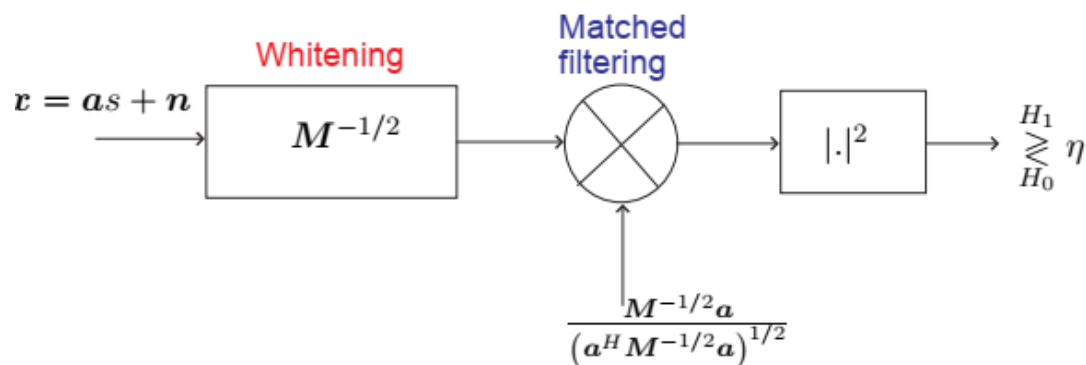 Whitening
Matched
filtering
x = as + n
M^{-1/2}
|.|^2
H_1
≷ η
H_0
M^{-1/2}a
(a^H M^{-1/2}a)^{1/2}